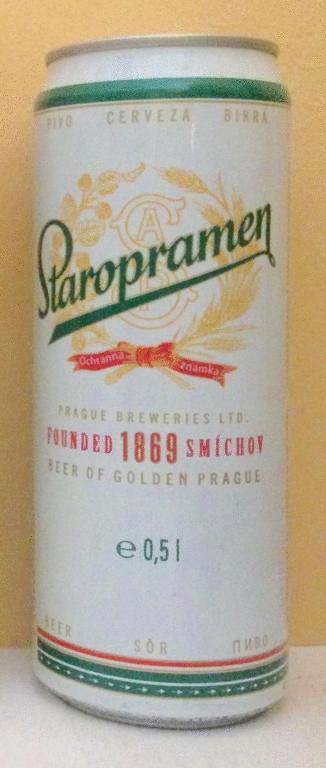 PIVO CERVEZA BIRRA
Staropramen
Ochranná známka
PRAGUE BREWERIES LTD.
FOUNDED 1869 SMÍCHOV
BEER OF GOLDEN PRAGUE
℮ 0,5 l
BEER SÖR ПИВО